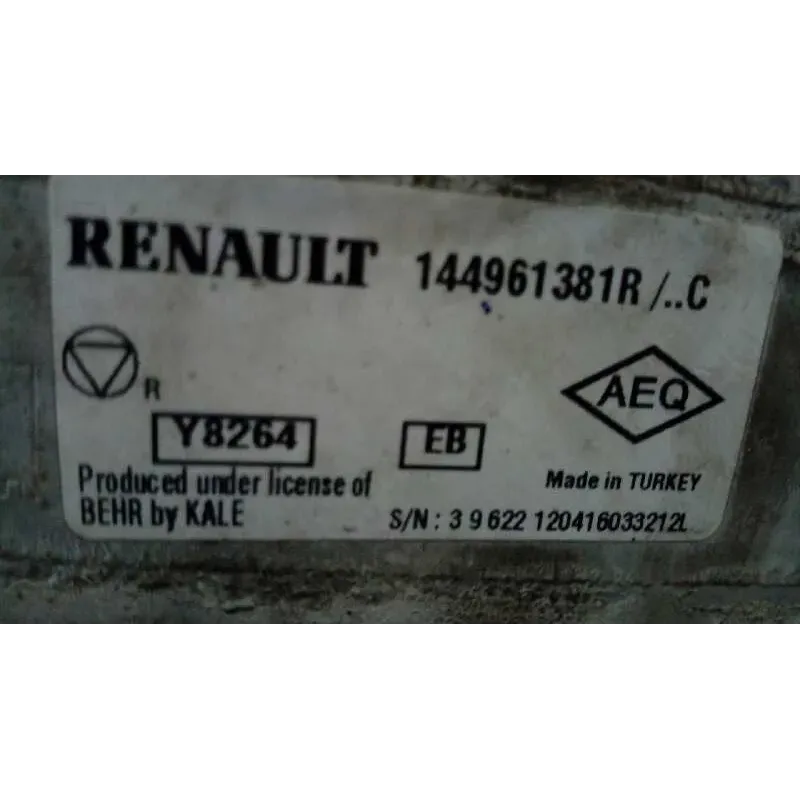 RENAULT 144961381R /..C
R
AEQ
Y8264 EB
Produced under license of Made in TURKEY
BEHR by KALE S/N : 3 9 622 120416033212L